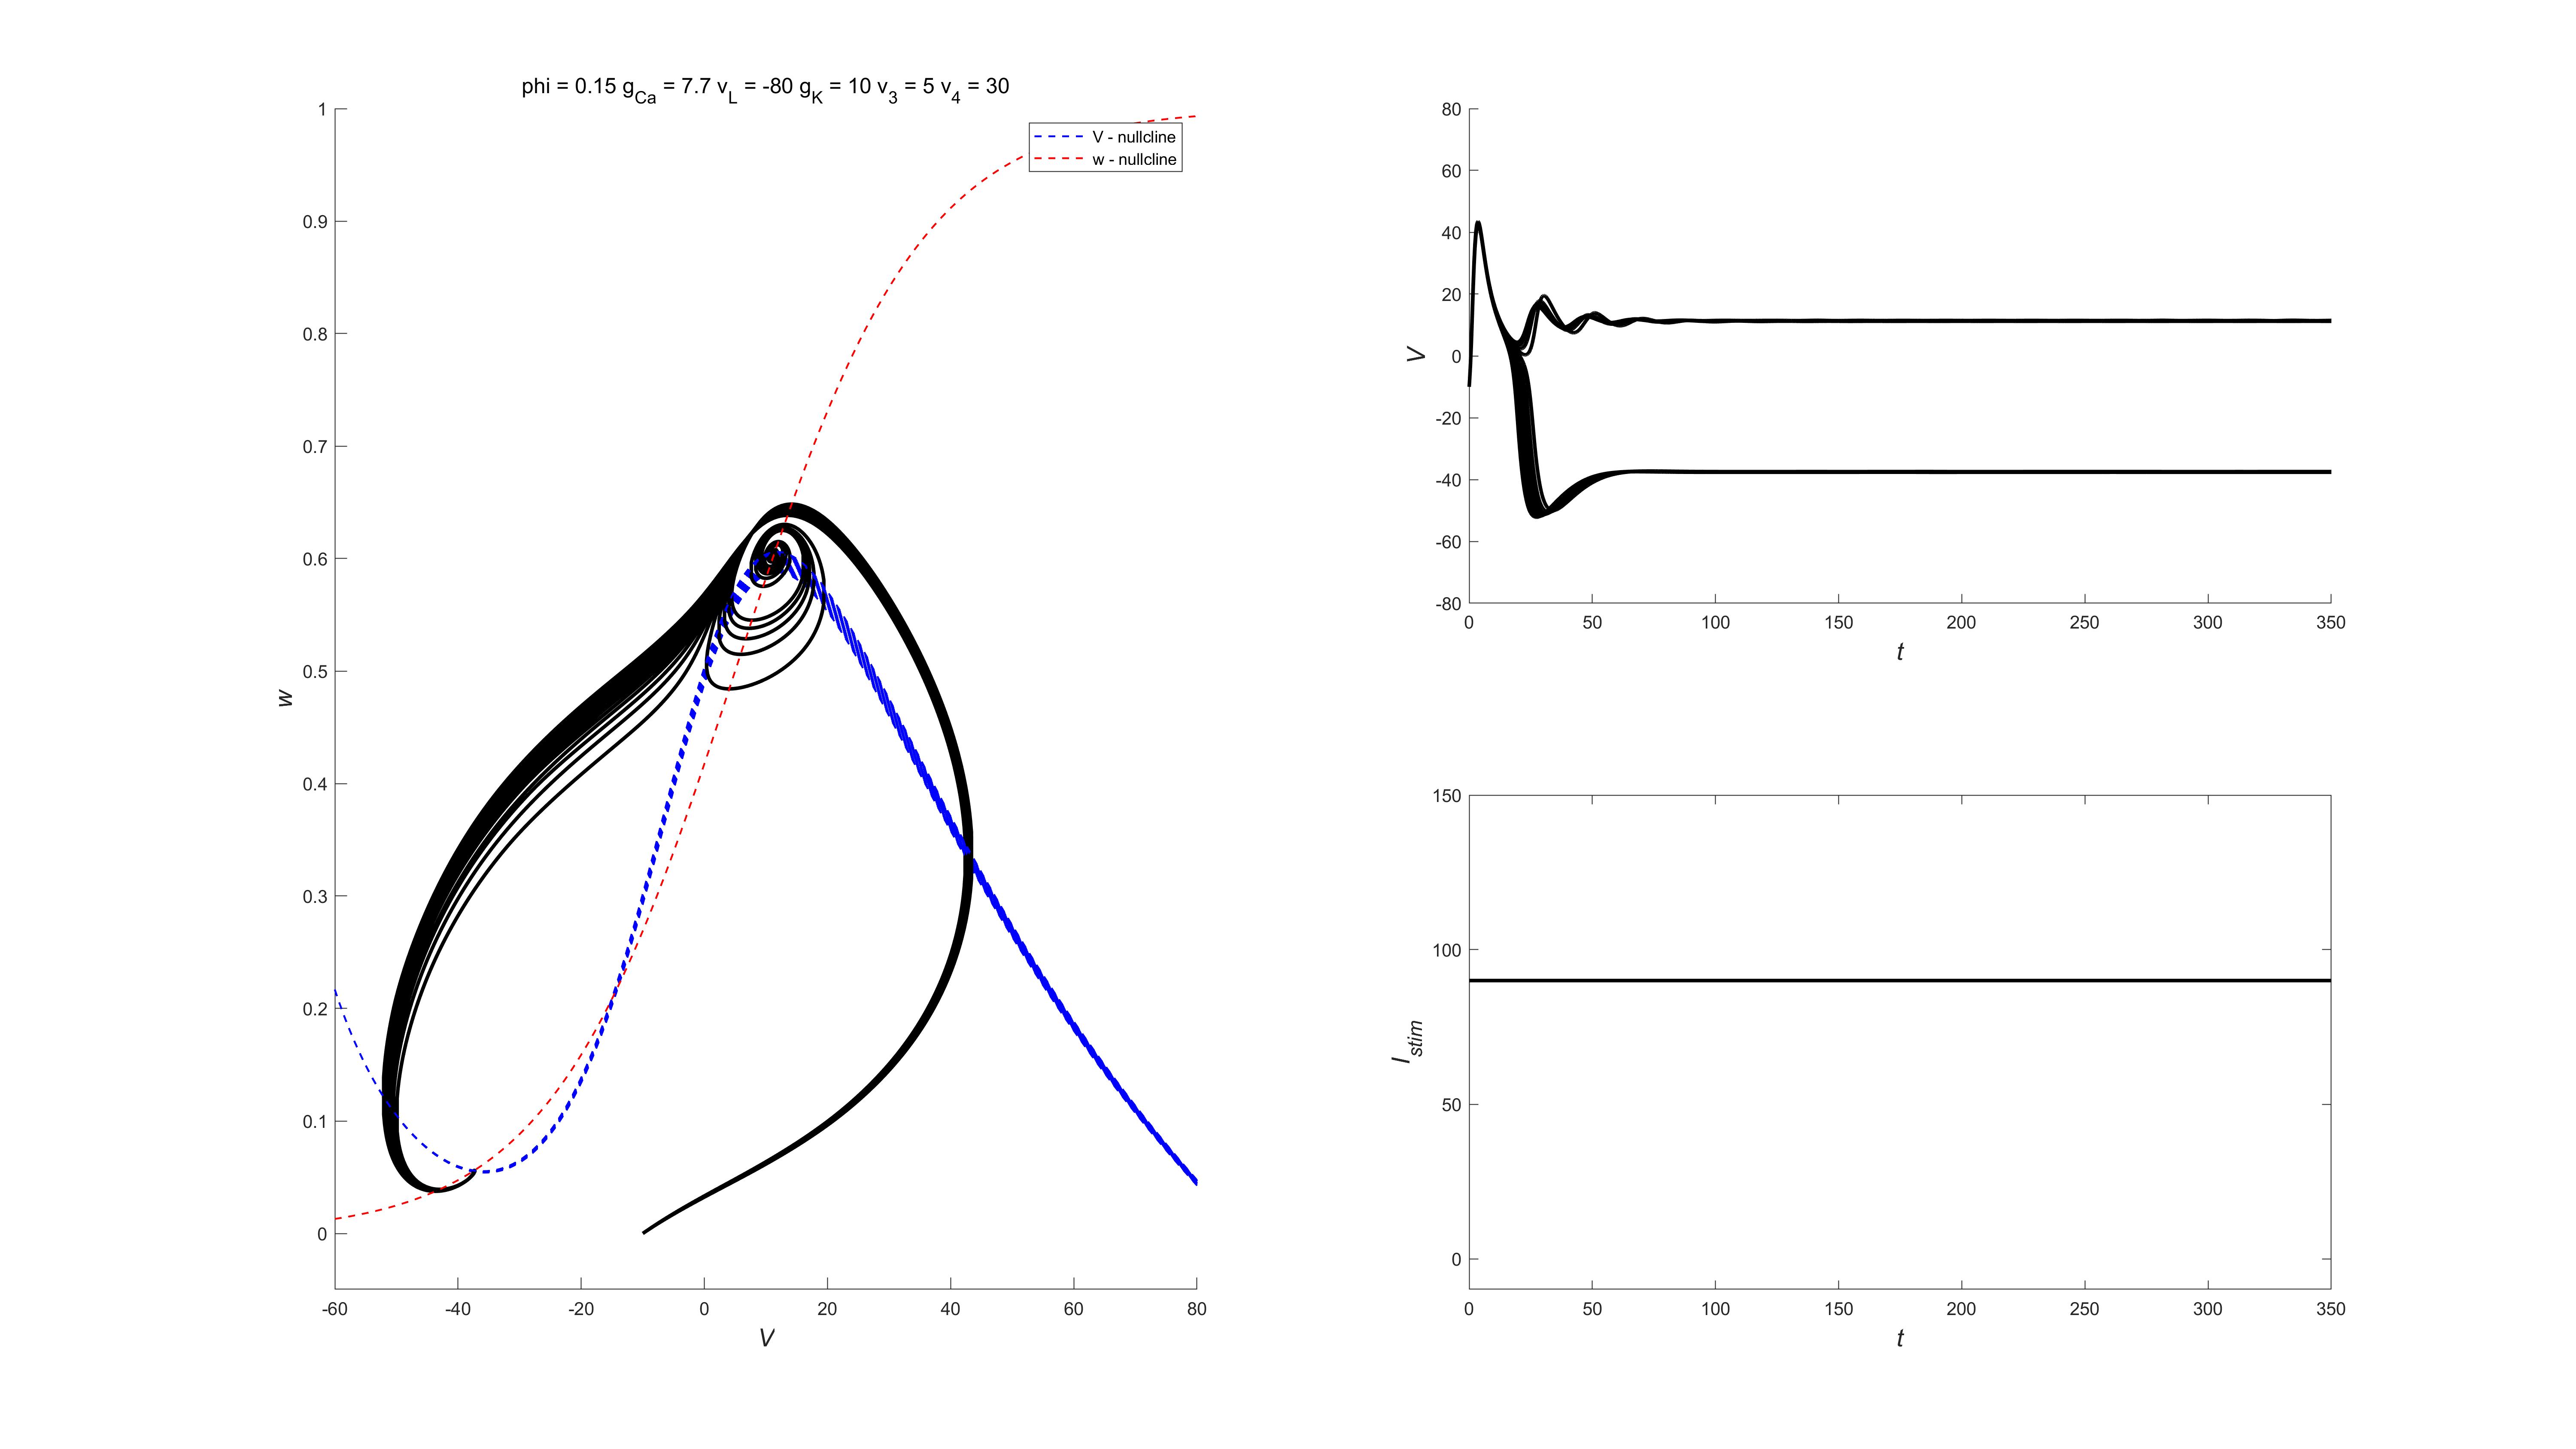 phi = 0.15 g_Ca = 7.7 v_L = -80 g_K = 10 v_3 = 5 v_4 = 30
V - nullcline
w - nullcline
1
0.9
0.8
0.7
0.6
0.5
0.4
0.3
0.2
0.1
0
w
-60 -40 -20 0 20 40 60 80
V
80
60
40
20
0
-20
-40
-60
-80
V
0 50 100 150 200 250 300 350
t
150
100
50
0
I_stim
0 50 100 150 200 250 300 350
t